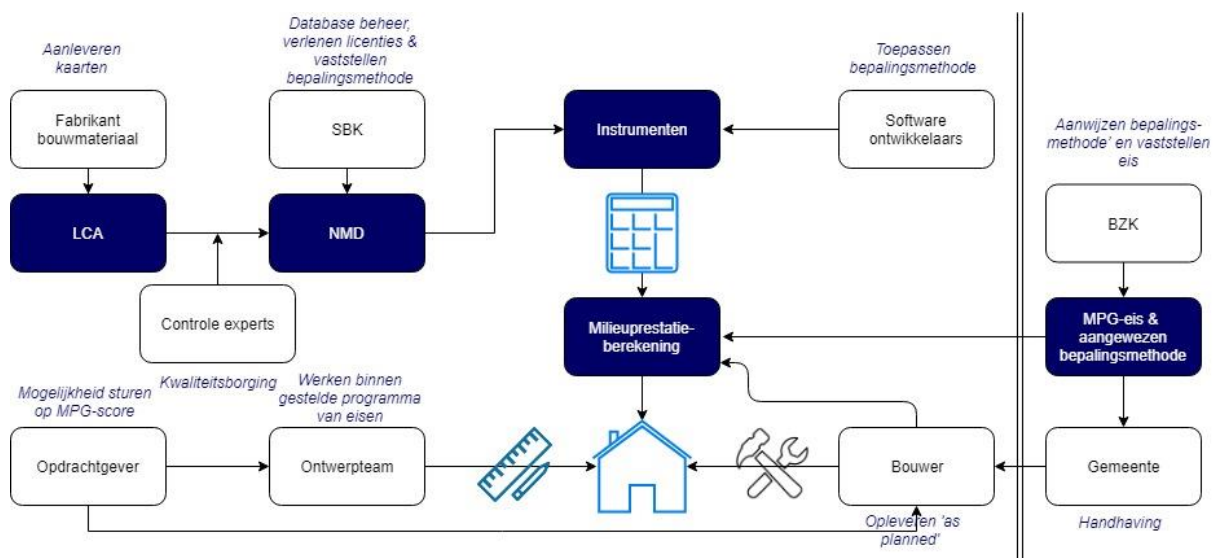 Aanleveren
kaarten
Fabrikant
bouwmateriaal
LCA
Database beheer,
verlenen licenties &
vaststellen
bepalingsmethode
SBK
NMD
Controle experts
Kwaliteitsborging
Instrumenten
Toepassen
bepalingsmethode
Software
ontwikkelaars
Aanwijzen bepalings-
methode' en vaststellen
eis
BZK
MPG-eis &
aangewezen
bepalingsmethode
Milieuprestatie-
berekening
Mogelijkheid sturen
op MPG-score
Opdrachtgever
Werken binnen
gestelde programma
van eisen
Ontwerpteam
Bouwer
Opleveren 'as
planned'
Gemeente
Handhaving